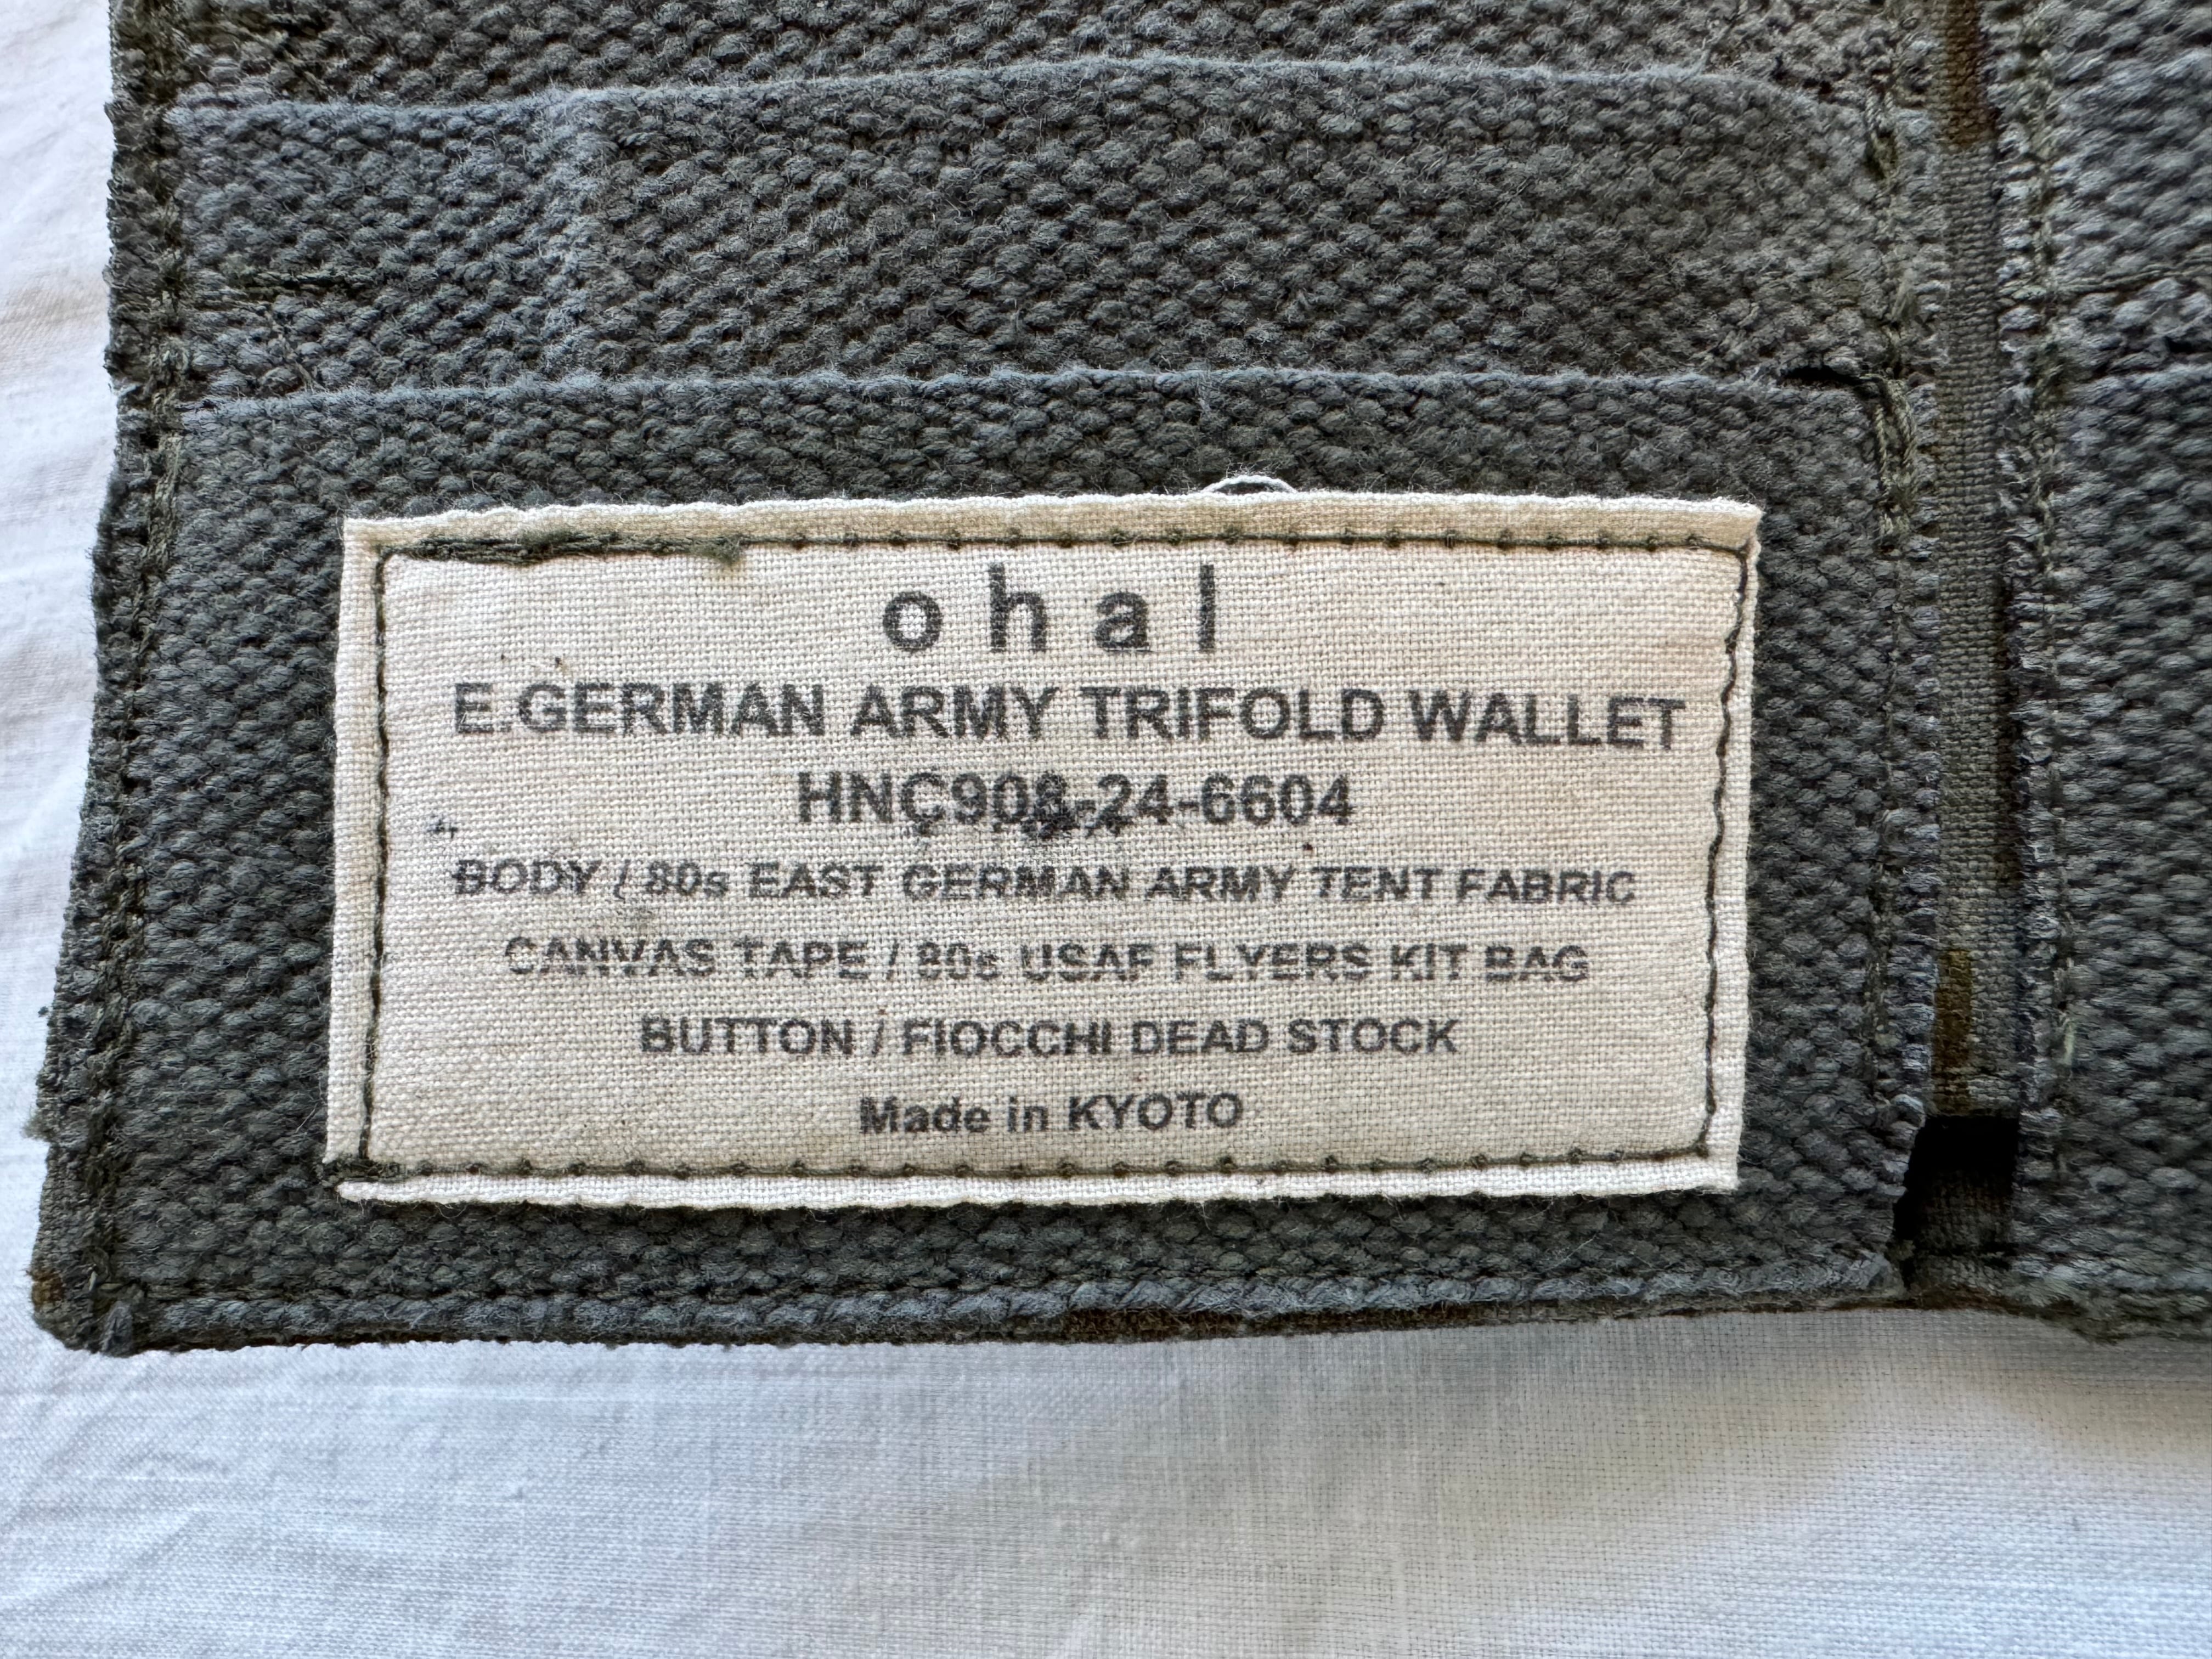 ohal
E.GERMAN ARMY TRIFOLD WALLET
HNC908-24-6604
BODY / 80s EAST GERMAN ARMY TENT FABRIC
CANVAS TAPE / 80s USAF FLYERS KIT BAG
BUTTON / FIOCCHI DEAD STOCK
Made in KYOTO